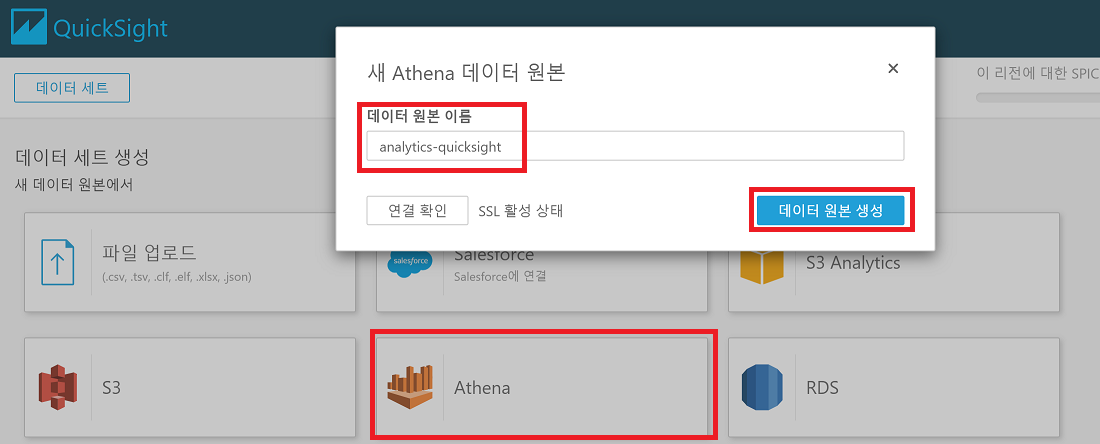 QuickSight
데이터 세트
이 리전에 대한 SPIC
새 Athena 데이터 원본
×
데이터 원본 이름
analytics-quicksight
연결 확인
SSL 활성 상태
데이터 원본 생성
데이터 세트 생성
새 데이터 원본에서
파일 업로드
(.csv, .tsv, .clf, .elf, .xlsx, .json)
salesforce
Salesforce
Salesforce에 연결
S3 Analytics
S3
Athena
RDS